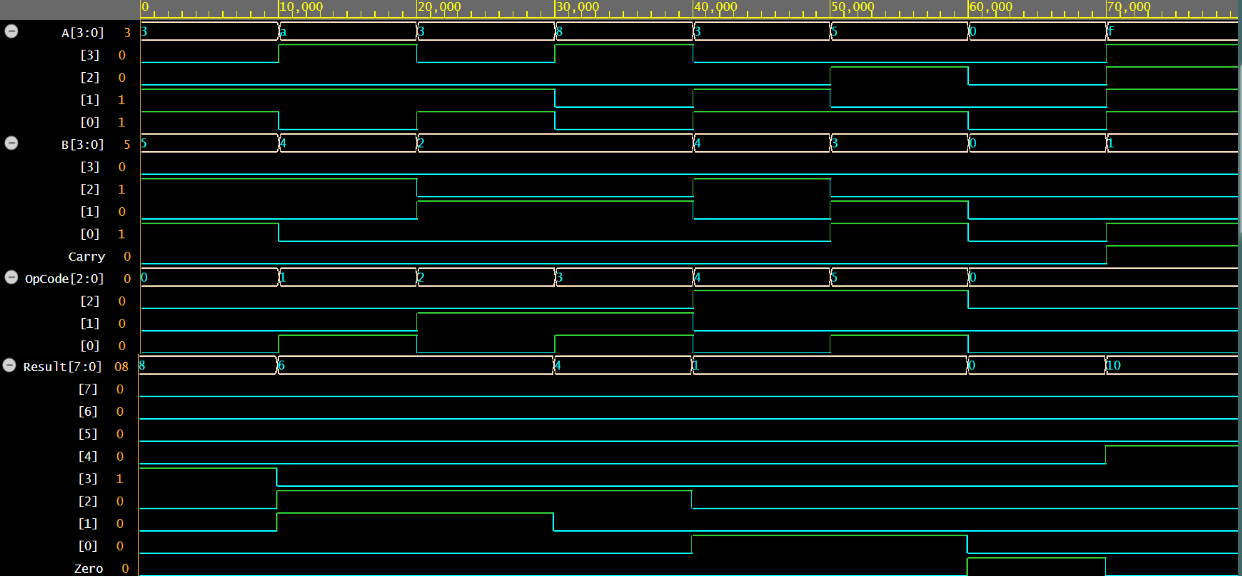 0 10,000 20,000 30,000 40,000 50,000 60,000 70,000
A[3:0] 3 3 a 3 8 3 5 0 f
[3] 0
[2] 0
[1] 1
[0] 1
B[3:0] 5 5 4 2 4 3 0 1
[3] 0
[2] 1
[1] 0
[0] 1
Carry 0
OpCode[2:0] 0 0 1 2 3 4 5 0
[2] 0
[1] 0
[0] 0
Result[7:0] 08 8 6 4 1 0 10
[7] 0
[6] 0
[5] 0
[4] 0
[3] 1
[2] 0
[1] 0
[0] 0
Zero 0